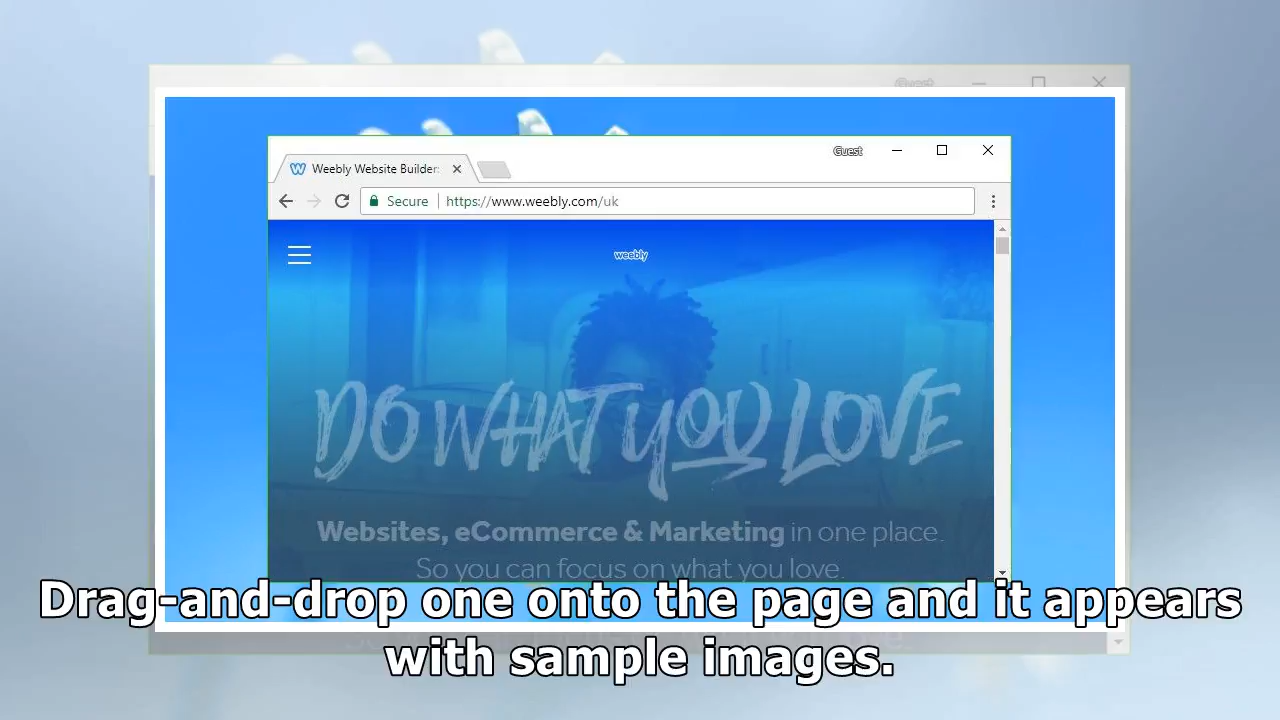 Guest
Guest
Weebly Website Builder:
Secure
https://www.weebly.com/uk
weebly
DO WHAT YOU LOVE
Websites, eCommerce & Marketing in one place.
So you can focus on what you love.
Drag-and-drop one onto the page and it appears
with sample images.